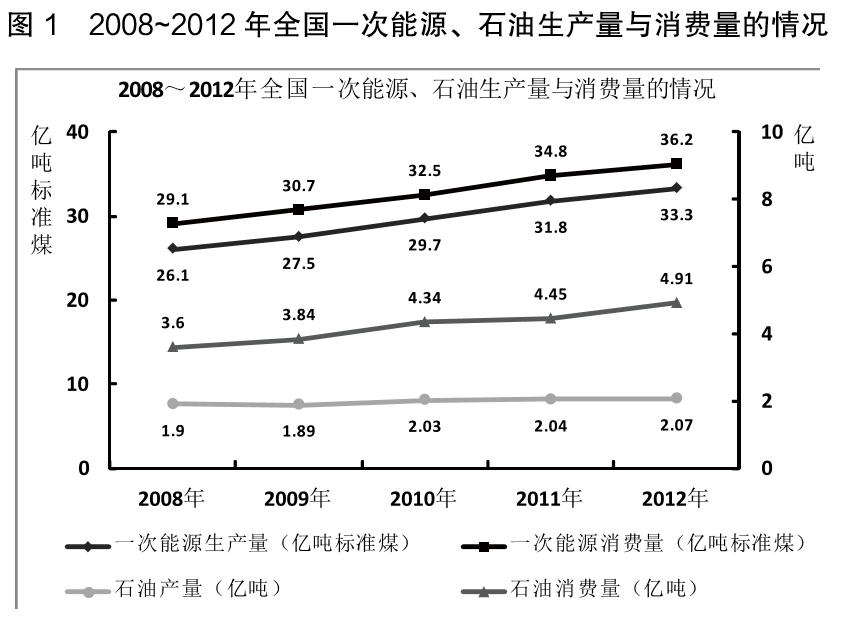 图 1 2008~2012 年全国一次能源、石油生产量与消费量的情况
2008～2012年全国一次能源、石油生产量与消费量的情况
亿吨标准煤
亿吨
40
30
20
10
0
10
8
6
4
2
0
29.1
30.7
32.5
34.8
36.2
26.1
27.5
29.7
31.8
33.3
3.6
3.84
4.34
4.45
4.91
1.9
1.89
2.03
2.04
2.07
2008年
2009年
2010年
2011年
2012年
一次能源生产量（亿吨标准煤）
一次能源消费量（亿吨标准煤）
石油产量（亿吨）
石油消费量（亿吨）